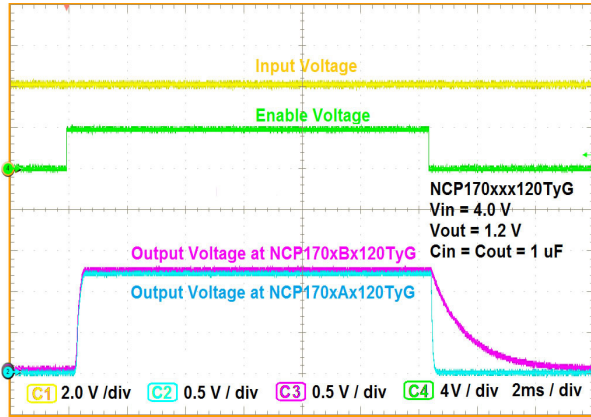 Input Voltage
Enable Voltage
NCP170xxx120TyG
Vin = 4.0 V
Vout = 1.2 V
Cin = Cout = 1 uF
Output Voltage at NCP170xBx120TyG
Output Voltage at NCP170xAx120TyG
C1 2.0 V /div C2 0.5 V / div C3 0.5 V / div C4 4V / div 2ms / div